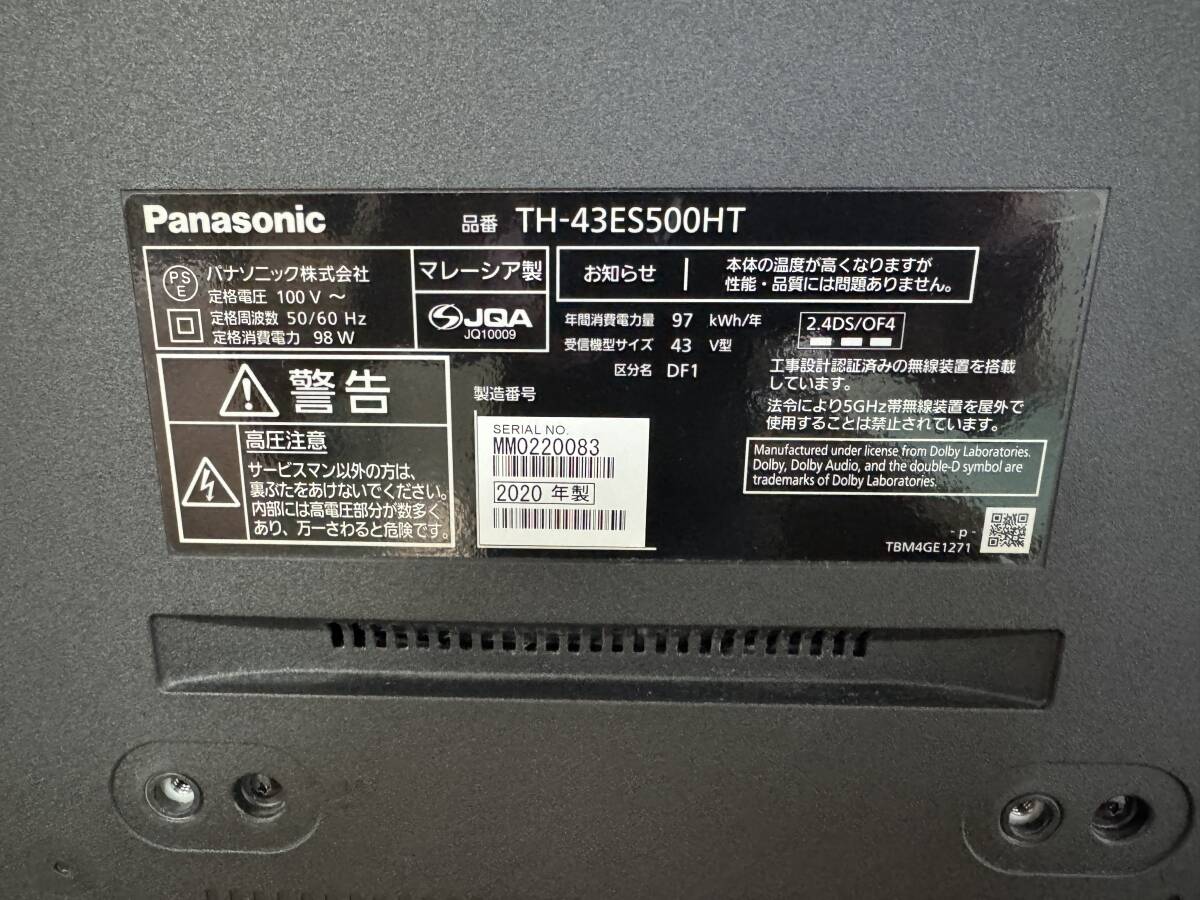 Panasonic
品番 TH-43ES500HT
PS
E
パナソニック株式会社
定格電圧 100 V ～
定格周波数 50/60 Hz
定格消費電力 98 W
マレーシア製
JQA
JQ10009
お知らせ
本体の温度が高くなりますが
性能・品質には問題ありません。
年間消費電力量 97 kWh/年
受信機型サイズ 43 V型
区分名 DF1
2.4DS/OF4
工事設計認証済みの無線装置を搭載
しています。
法令により5GHz帯無線装置を屋外で
使用することは禁止されています。
警告
高圧注意
サービスマン以外の方は、
裏ぶたをあけないでください。
内部には高電圧部分が数多く
あり、万一さわると危険です。
製造番号
SERIAL NO.
MM0220083
2020 年製
Manufactured under license from Dolby Laboratories.
Dolby, Dolby Audio, and the double-D symbol are
trademarks of Dolby Laboratories.
- p -
TBM4GE1271